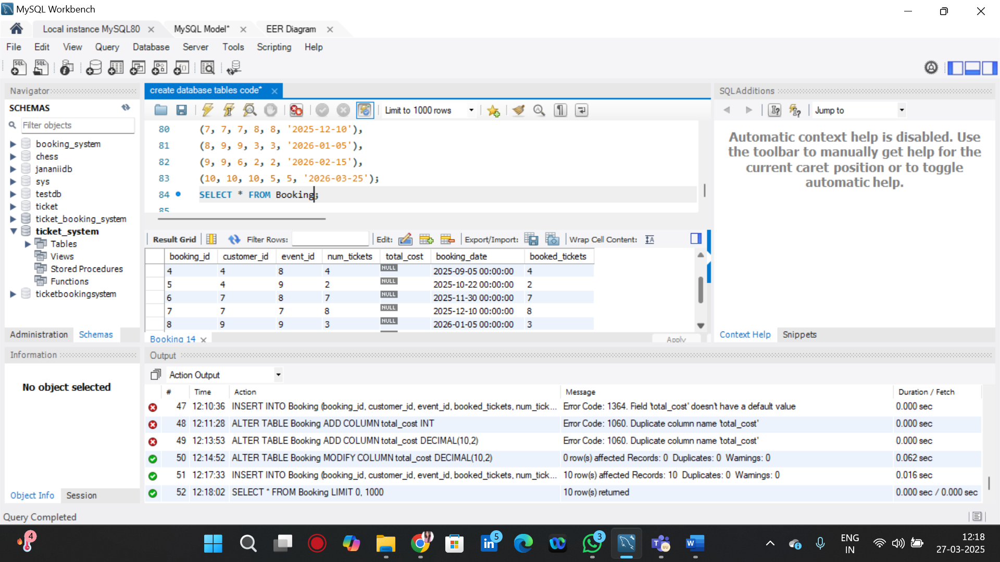 MySQL Workbench
Local instance MySQL80
MySQL Model*
EER Diagram
File Edit View Query Database Server Tools Scripting Help
Navigator
SCHEMAS
Filter objects
booking_system
chess
jananiidb
sys
testdb
ticket
ticket_booking_system
ticket_system
Tables
Views
Stored Procedures
Functions
ticketbookingsystem
Administration Schemas
Information
No object selected
Object Info Session
create database tables code*
Limit to 1000 rows
80 (7, 7, 7, 8, 8, '2025-12-10'),
81 (8, 9, 9, 3, 3, '2026-01-05'),
82 (9, 9, 6, 2, 2, '2026-02-15'),
83 (10, 10, 10, 5, 5, '2026-03-25');
84 SELECT * FROM Booking;
85
Result Grid Filter Rows: Edit: Export/Import: Wrap Cell Content:
booking_id customer_id event_id num_tickets total_cost booking_date booked_tickets
4 4 8 4 NULL 2025-09-05 00:00:00 4
5 4 9 2 NULL 2025-10-22 00:00:00 2
6 7 8 7 NULL 2025-11-30 00:00:00 7
7 7 7 8 NULL 2025-12-10 00:00:00 8
8 9 9 3 NULL 2026-01-05 00:00:00 3
Booking 14
Apply
SQLAdditions
Jump to
Automatic context help is disabled. Use
the toolbar to manually get help for the
current caret position or to toggle
automatic help.
Context Help Snippets
Output
Action Output
# Time Action Message Duration / Fetch
47 12:10:36 INSERT INTO Booking (booking_id, customer_id, event_id, booked_tickets, num_tick... Error Code: 1364. Field 'total_cost' doesn't have a default value 0.000 sec
48 12:11:28 ALTER TABLE Booking ADD COLUMN total_cost INT Error Code: 1060. Duplicate column name 'total_cost' 0.000 sec
49 12:13:53 ALTER TABLE Booking ADD COLUMN total_cost DECIMAL(10,2) Error Code: 1060. Duplicate column name 'total_cost' 0.000 sec
50 12:14:52 ALTER TABLE Booking MODIFY COLUMN total_cost DECIMAL(10,2) 0 row(s) affected Records: 0 Duplicates: 0 Warnings: 0 0.062 sec
51 12:17:33 INSERT INTO Booking (booking_id, customer_id, event_id, booked_tickets, num_tick... 10 row(s) affected Records: 10 Duplicates: 0 Warnings: 0 0.016 sec
52 12:18:02 SELECT * FROM Booking LIMIT 0, 1000 10 row(s) returned 0.000 sec / 0.000 sec
Query Completed
4
5
3
ENG
IN
12:18
27-03-2025